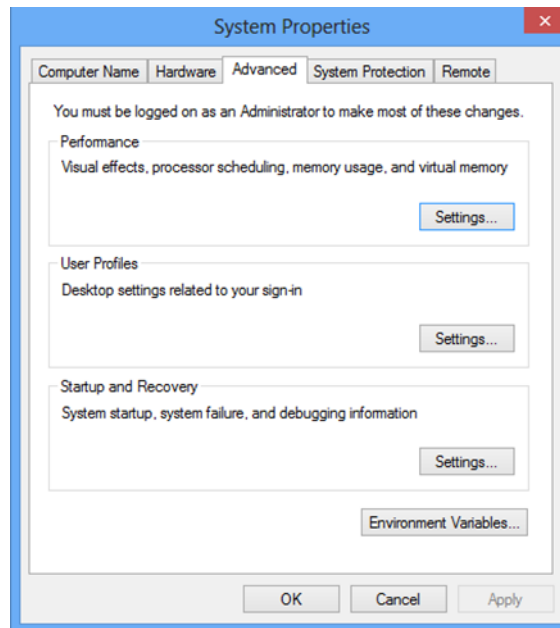 System Properties
Computer Name Hardware Advanced System Protection Remote
You must be logged on as an Administrator to make most of these changes.
Performance
Visual effects, processor scheduling, memory usage, and virtual memory
Settings...
User Profiles
Desktop settings related to your sign-in
Settings...
Startup and Recovery
System startup, system failure, and debugging information
Settings...
Environment Variables...
OK Cancel Apply